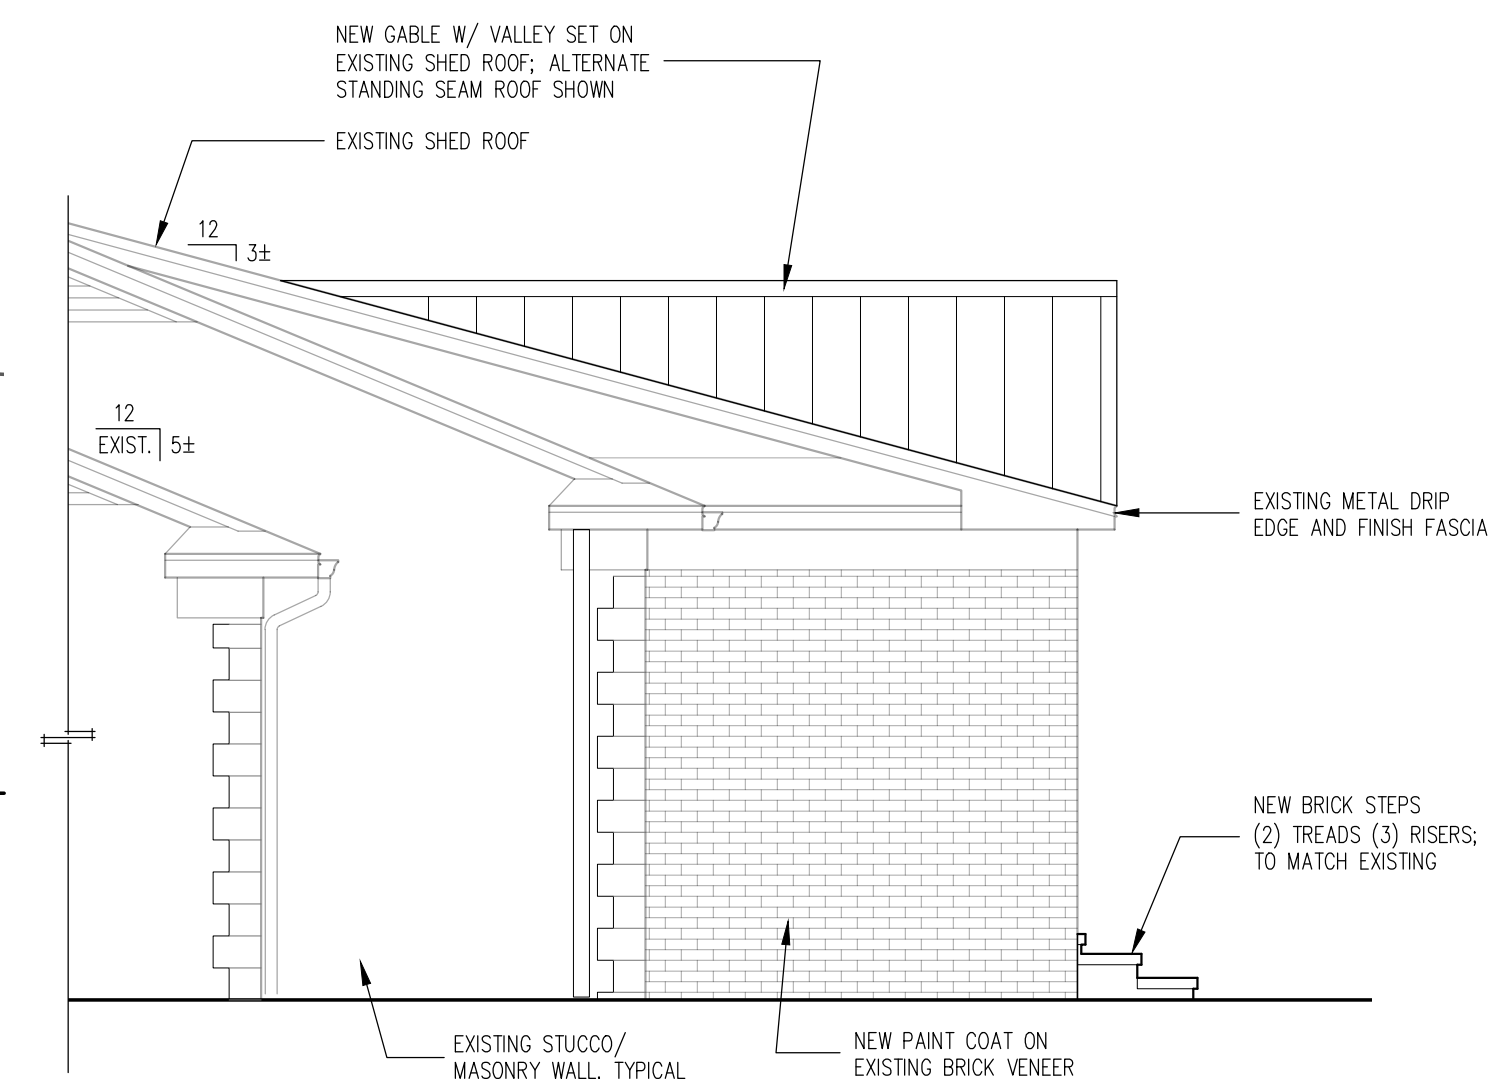 NEW GABLE W/ VALLEY SET ON
EXISTING SHED ROOF; ALTERNATE
STANDING SEAM ROOF SHOWN
EXISTING SHED ROOF
12
3±
12
EXIST. 5±
EXISTING METAL DRIP
EDGE AND FINISH FASCIA
NEW BRICK STEPS
(2) TREADS (3) RISERS;
TO MATCH EXISTING
EXISTING STUCCO/
MASONRY WALL, TYPICAL
NEW PAINT COAT ON
EXISTING BRICK VENEER